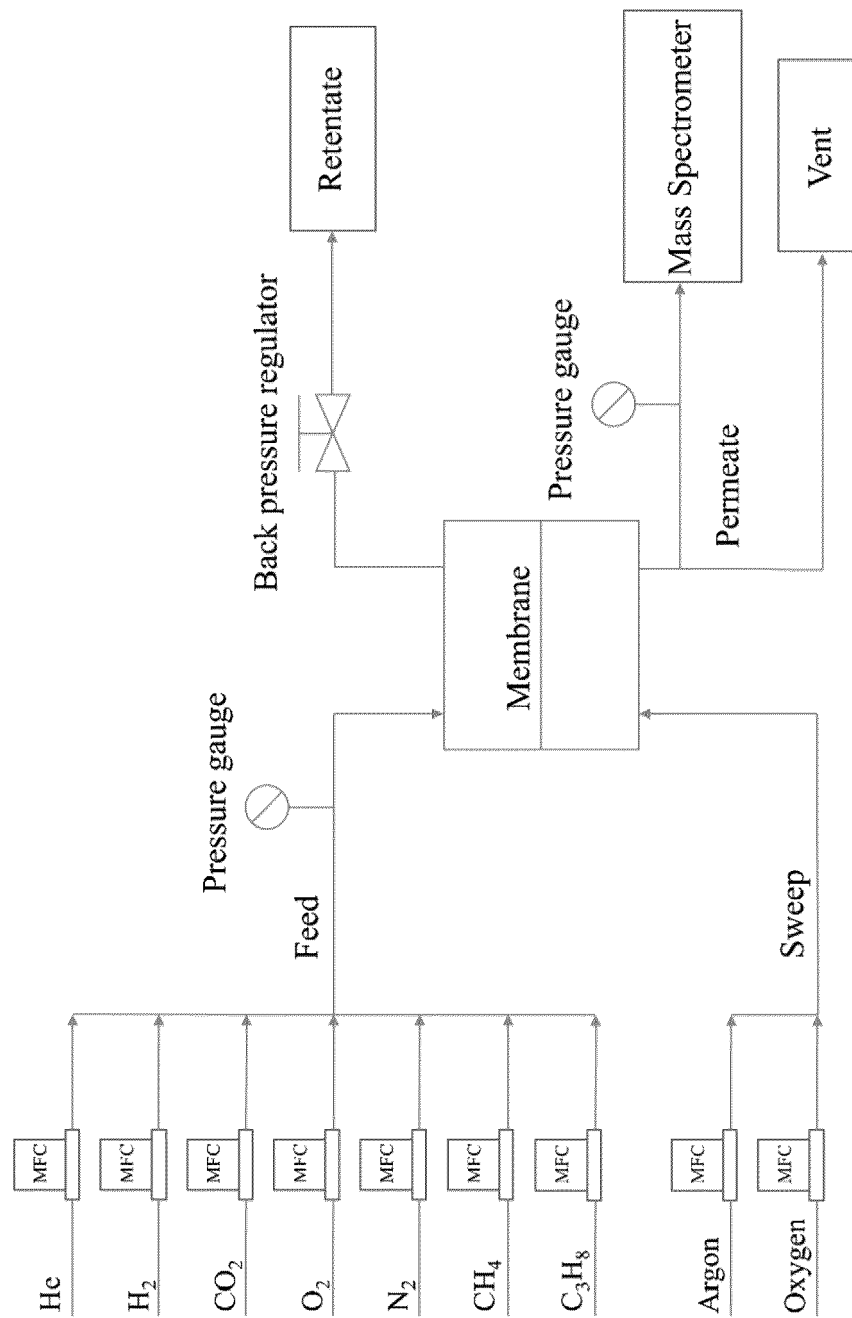 He
MFC
H₂
MFC
CO₂
MFC
O₂
MFC
N₂
MFC
CH₄
MFC
C₃H₈
MFC
Argon
MFC
Oxygen
MFC
Feed
Sweep
Pressure gauge
Membrane
Back pressure regulator
Retentate
Pressure gauge
Permeate
Mass Spectrometer
Vent